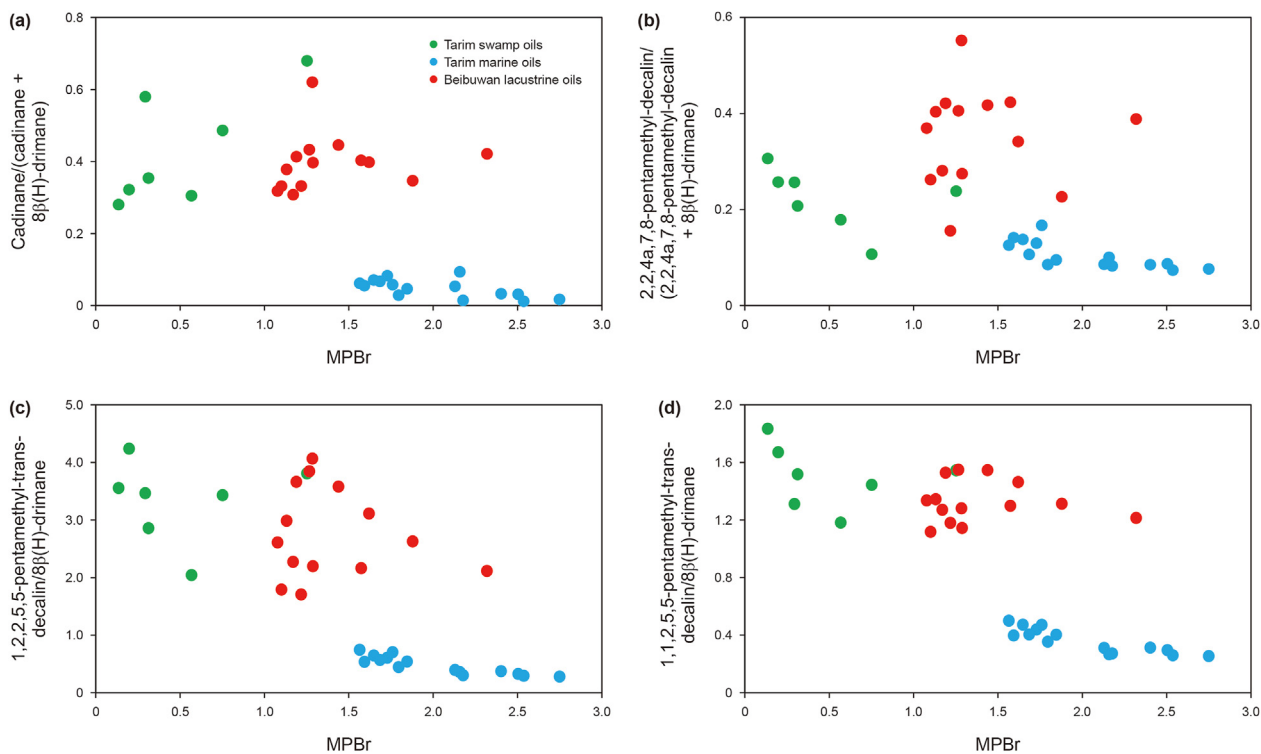 (a)
Cadinane/(cadinane +
8β(H)-drimane)
0.8
0.6
0.4
0.2
0
0
0.5
1.0
1.5
2.0
2.5
3.0
MPBr
Tarim swamp oils
Tarim marine oils
Beibuwan lacustrine oils
(b)
2,2,4a,7,8-pentamethyl-decalin/
(2,2,4a,7,8-pentamethyl-decalin
+ 8β(H)-drimane)
0.6
0.4
0.2
0.0
0
0.5
1.0
1.5
2.0
2.5
3.0
MPBr
(c)
1,2,2,5,5-pentamethyl-trans-
decalin/8β(H)-drimane
5.0
4.0
3.0
2.0
1.0
0.0
0
0.5
1.0
1.5
2.0
2.5
3.0
MPBr
(d)
1,1,2,5,5-pentamethyl-trans-
decalin/8β(H)-drimane
2.0
1.6
1.2
0.8
0.4
0.0
0
0.5
1.0
1.5
2.0
2.5
3.0
MPBr